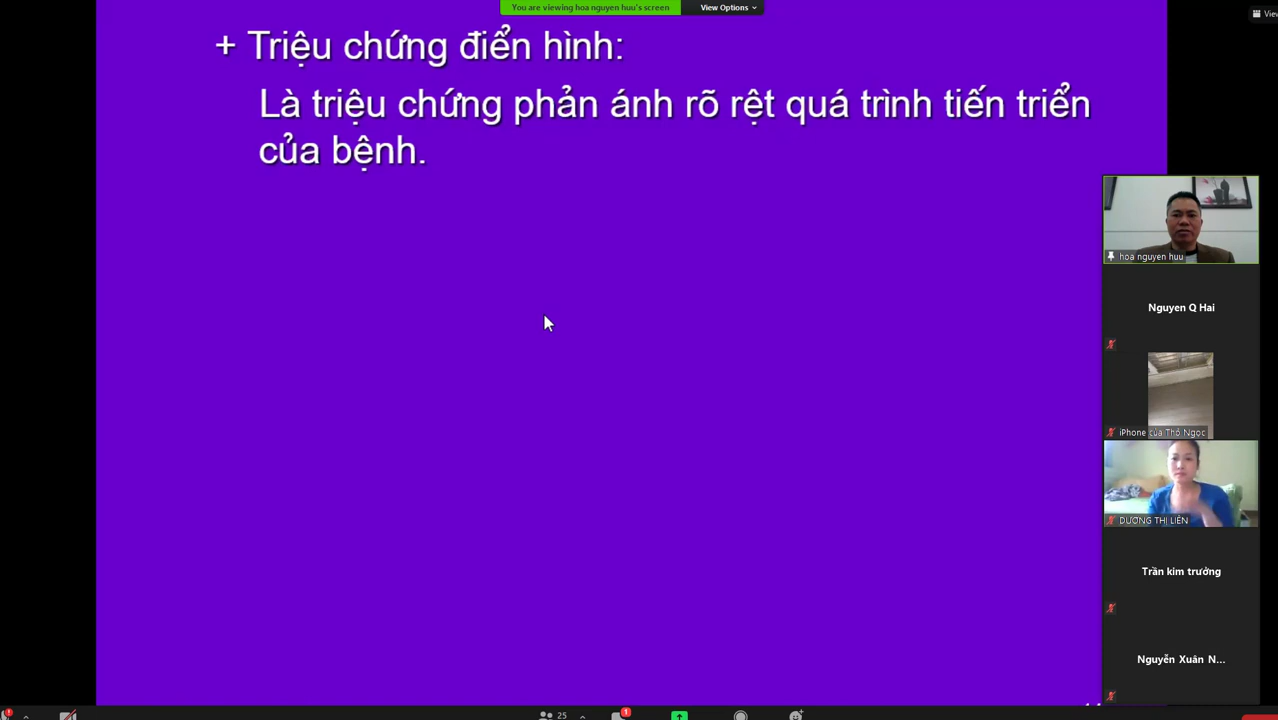 You are viewing hoa nguyen huu's screen
View Options
+ Triệu chứng điển hình:
Là triệu chứng phản ánh rõ rệt quá trình tiến triển
của bệnh.
hoa nguyen huu
Nguyen Q Hai
iPhone của Thỏ Ngọc
DƯƠNG THỊ LIÊN
Trần kim trưởng
Nguyễn Xuân N...
25
1